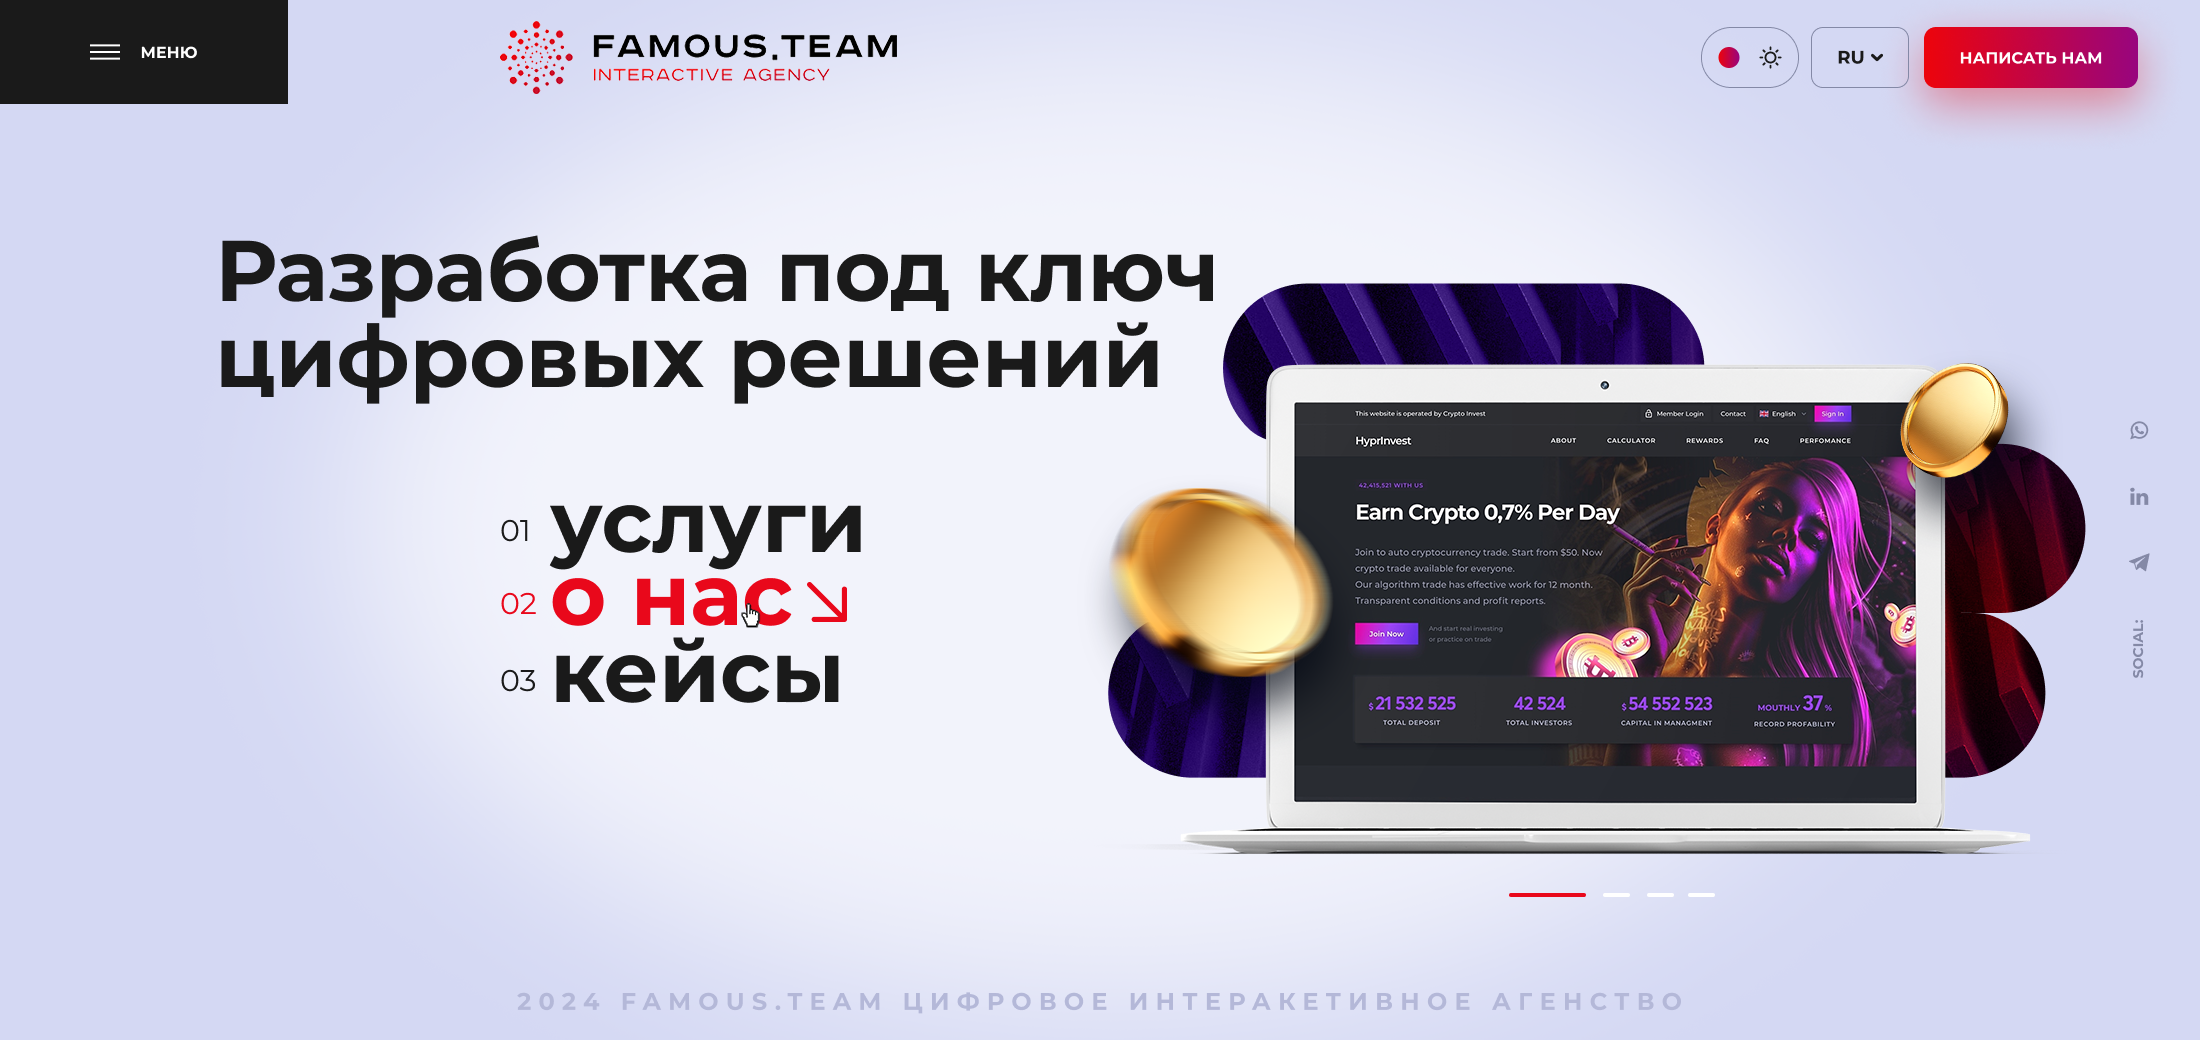 МЕНЮ
FAMOUS.TEAM
INTERACTIVE AGENCY
RU
НАПИСАТЬ НАМ
Разработка под ключ
цифровых решений
01 услуги
02 о нас
03 кейсы
This website is operated by Crypto Invest
Member Login
Contact
English
Sign In
HyprInvest
ABOUT
CALCULATOR
REWARDS
FAQ
PERFOMANCE
42,415,521 WITH US
Earn Crypto 0,7% Per Day
Join to auto cryptocurrency trade. Start from $50. Now
crypto trade available for everyone.
Our algorithm trade has effective work for 12 month.
Transparent conditions and profit reports.
Join Now
And start real investing
or practice on trade
$ 21 532 525
TOTAL DEPOSIT
42 524
TOTAL INVESTORS
$ 54 552 523
CAPITAL IN MANAGMENT
MOUTHLY 37 %
RECORD PROFABILITY
SOCIAL:
2024 FAMOUS.TEAM ЦИФРОВОЕ ИНТЕРАКЕТИВНОЕ АГЕНСТВО